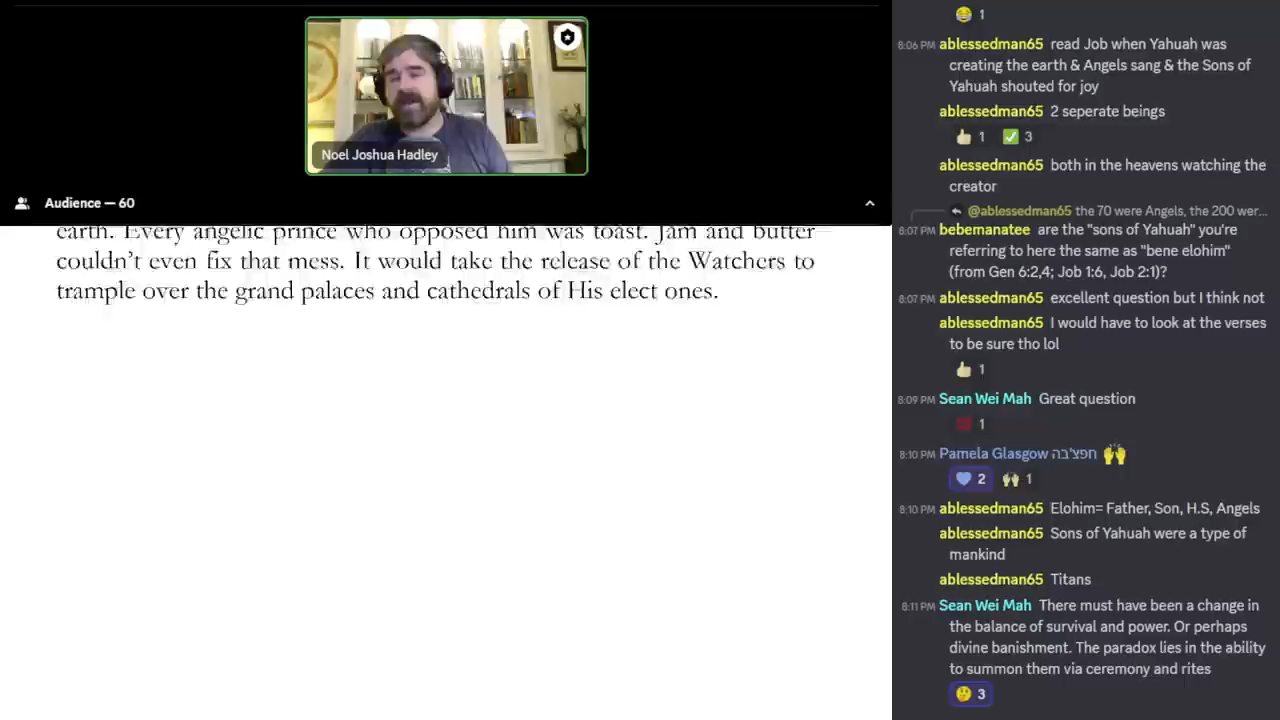 Noel Joshua Hadley
Audience — 60
earth. Every angelic prince who opposed him was toast. Jam and butter
couldn't even fix that mess. It would take the release of the Watchers to
trample over the grand palaces and cathedrals of His elect ones.
😂 1
8:06 PM ablessedman65 read Job when Yahuah was
creating the earth & Angels sang & the Sons of
Yahuah shouted for joy
ablessedman65 2 seperate beings
👍 1 ✅ 3
ablessedman65 both in the heavens watching the
creator
@ablessedman65 the 70 were Angels, the 200 wer...
8:07 PM bebemanatee are the "sons of Yahuah" you're
referring to here the same as "bene elohim"
(from Gen 6:2,4; Job 1:6, Job 2:1)?
8:07 PM ablessedman65 excellent question but I think not
ablessedman65 I would have to look at the verses
to be sure tho lol
👍 1
8:09 PM Sean Wei Mah Great question
1
8:10 PM Pamela Glasgow חפצ'בה 🙌
💙 2 🙌 1
8:10 PM ablessedman65 Elohim= Father, Son, H.S, Angels
ablessedman65 Sons of Yahuah were a type of
mankind
ablessedman65 Titans
8:11 PM Sean Wei Mah There must have been a change in
the balance of survival and power. Or perhaps
divine banishment. The paradox lies in the ability
to summon them via ceremony and rites
🤔 3